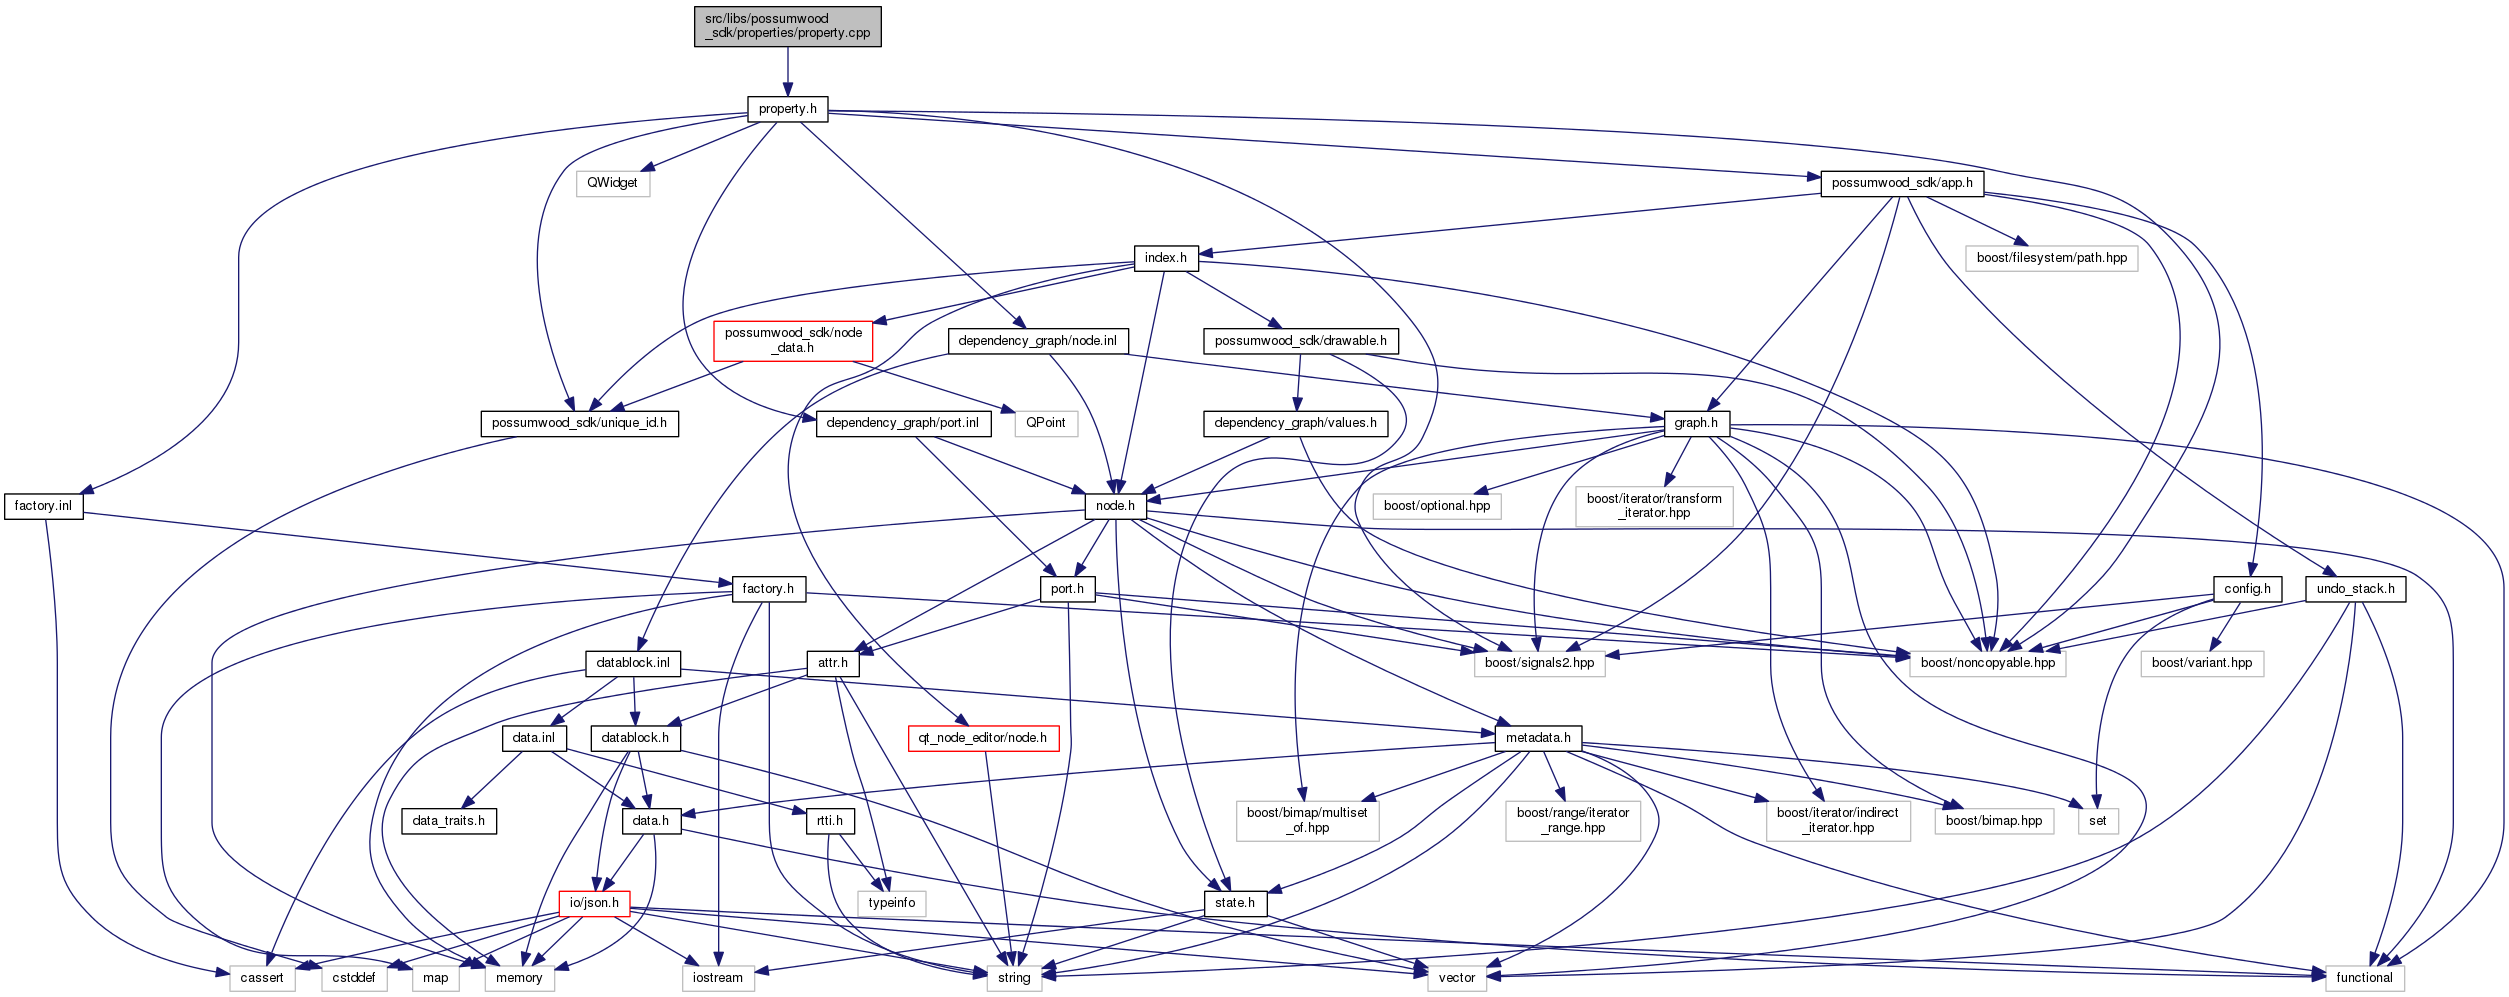 src/libs/possumwood
_sdk/properties/property.cpp
property.h
QWidget
possumwood_sdk/app.h
index.h
boost/filesystem/path.hpp
possumwood_sdk/node
_data.h
dependency_graph/node.inl
possumwood_sdk/drawable.h
possumwood_sdk/unique_id.h
dependency_graph/port.inl
QPoint
dependency_graph/values.h
graph.h
factory.inl
node.h
boost/optional.hpp
boost/iterator/transform
_iterator.hpp
factory.h
port.h
config.h
undo_stack.h
datablock.inl
attr.h
boost/signals2.hpp
boost/noncopyable.hpp
boost/variant.hpp
data.inl
datablock.h
qt_node_editor/node.h
metadata.h
data_traits.h
data.h
rtti.h
boost/bimap/multiset
_of.hpp
boost/range/iterator
_range.hpp
boost/iterator/indirect
_iterator.hpp
boost/bimap.hpp
set
io/json.h
typeinfo
state.h
cassert
cstddef
map
memory
iostream
string
vector
functional